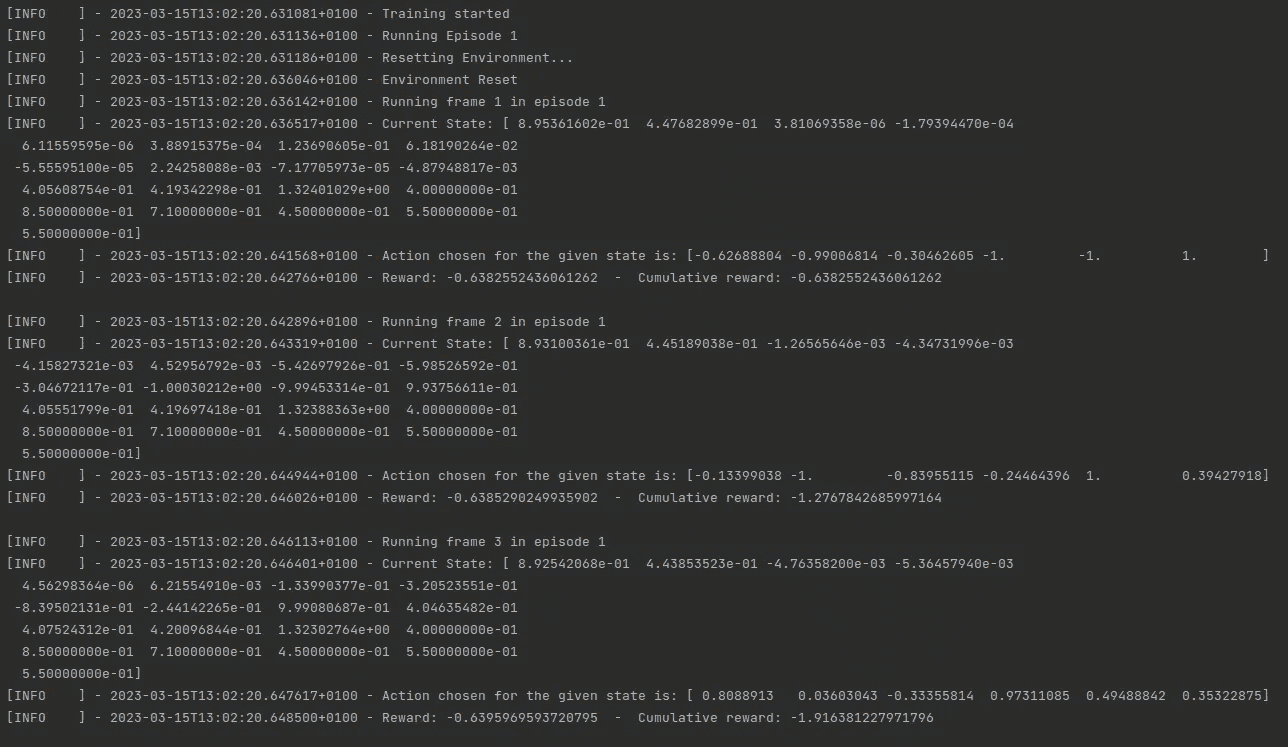 [INFO    ] - 2023-03-15T13:02:20.631081+0100 - Training started
[INFO    ] - 2023-03-15T13:02:20.631136+0100 - Running Episode 1
[INFO    ] - 2023-03-15T13:02:20.631186+0100 - Resetting Environment...
[INFO    ] - 2023-03-15T13:02:20.636046+0100 - Environment Reset
[INFO    ] - 2023-03-15T13:02:20.636142+0100 - Running frame 1 in episode 1
[INFO    ] - 2023-03-15T13:02:20.636517+0100 - Current State: [ 8.95361602e-01  4.47682899e-01  3.81069358e-06 -1.79394470e-04
  6.11559595e-06  3.88915375e-04  1.23690605e-01  6.18190264e-02
 -5.55595100e-05  2.24258088e-03 -7.17705973e-05 -4.87948817e-03
  4.05608754e-01  4.19342298e-01  1.32401029e+00  4.00000000e-01
  8.50000000e-01  7.10000000e-01  4.50000000e-01  5.50000000e-01
  5.50000000e-01]
[INFO    ] - 2023-03-15T13:02:20.641568+0100 - Action chosen for the given state is: [-0.62688804 -0.99006814 -0.30462605 -1.         -1.          1.        ]
[INFO    ] - 2023-03-15T13:02:20.642766+0100 - Reward: -0.6382552436061262  -  Cumulative reward: -0.6382552436061262
[INFO    ] - 2023-03-15T13:02:20.642896+0100 - Running frame 2 in episode 1
[INFO    ] - 2023-03-15T13:02:20.643319+0100 - Current State: [ 8.93100361e-01  4.45189038e-01 -1.26565646e-03 -4.34731996e-03
 -4.15827321e-03  4.52956792e-03 -5.42697926e-01 -5.98526592e-01
 -3.04672117e-01 -1.00030212e+00 -9.99453314e-01  9.93756611e-01
  4.05551799e-01  4.19697418e-01  1.32388363e+00  4.00000000e-01
  8.50000000e-01  7.10000000e-01  4.50000000e-01  5.50000000e-01
  5.50000000e-01]
[INFO    ] - 2023-03-15T13:02:20.644944+0100 - Action chosen for the given state is: [-0.13399038 -1.         -0.83955115 -0.24464396  1.          0.39427918]
[INFO    ] - 2023-03-15T13:02:20.646026+0100 - Reward: -0.6385290249935902  -  Cumulative reward: -1.2767842685997164
[INFO    ] - 2023-03-15T13:02:20.646113+0100 - Running frame 3 in episode 1
[INFO    ] - 2023-03-15T13:02:20.646401+0100 - Current State: [ 8.92542068e-01  4.43853523e-01 -4.76358200e-03 -5.36457940e-03
  4.56298364e-06  6.21554910e-03 -1.33990377e-01 -3.20523551e-01
 -8.39502131e-01 -2.44142265e-01  9.99080687e-01  4.04635482e-01
  4.07524312e-01  4.20096844e-01  1.32302764e+00  4.00000000e-01
  8.50000000e-01  7.10000000e-01  4.50000000e-01  5.50000000e-01
  5.50000000e-01]
[INFO    ] - 2023-03-15T13:02:20.647617+0100 - Action chosen for the given state is: [ 0.8088913   0.03603043 -0.33355814  0.97311085  0.49488842  0.35322875]
[INFO    ] - 2023-03-15T13:02:20.648500+0100 - Reward: -0.6395969593720795  -  Cumulative reward: -1.916381227971796